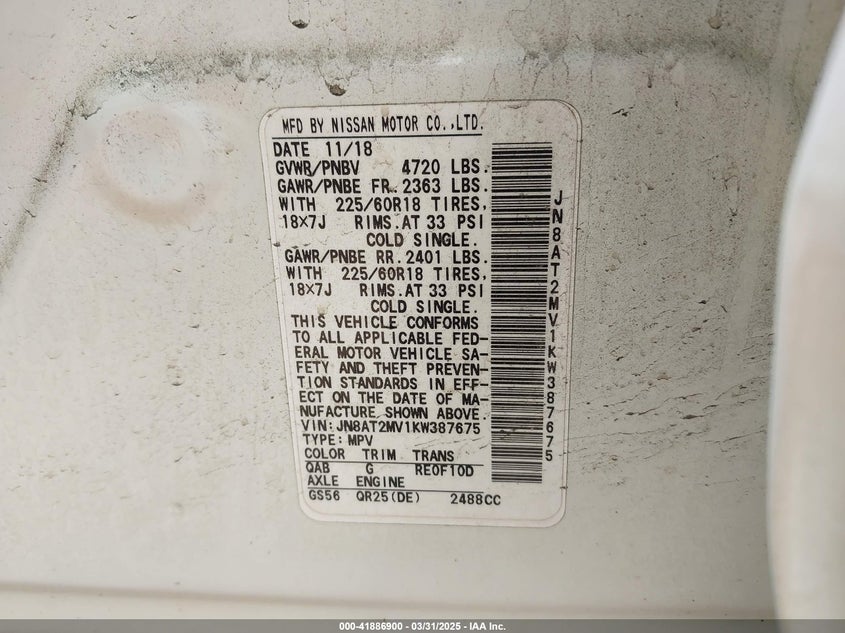 MFD BY NISSAN MOTOR CO.,LTD.
DATE 11/18
GVWR/PNBV 4720 LBS.
GAWR/PNBE FR. 2363 LBS.
WITH 225/60R18 TIRES,
18×7J RIMS.AT 33 PSI
COLD SINGLE.
GAWR/PNBE RR. 2401 LBS.
WITH 225/60R18 TIRES,
18×7J RIMS.AT 33 PSI
COLD SINGLE.
THIS VEHICLE CONFORMS
TO ALL APPLICABLE FED-
ERAL MOTOR VEHICLE SA-
FETY AND THEFT PREVEN-
TION STANDARDS IN EFF-
ECT ON THE DATE OF MA-
NUFACTURE SHOWN ABOVE.
VIN:JN8AT2MV1KW387675
TYPE:MPV
COLOR TRIM TRANS
QAB G RE0F10D
AXLE ENGINE
GS56 QR25(DE) 2488CC
JN8AT2MV1KW387675
000-41886900 - 03/31/2025 - IAA Inc.